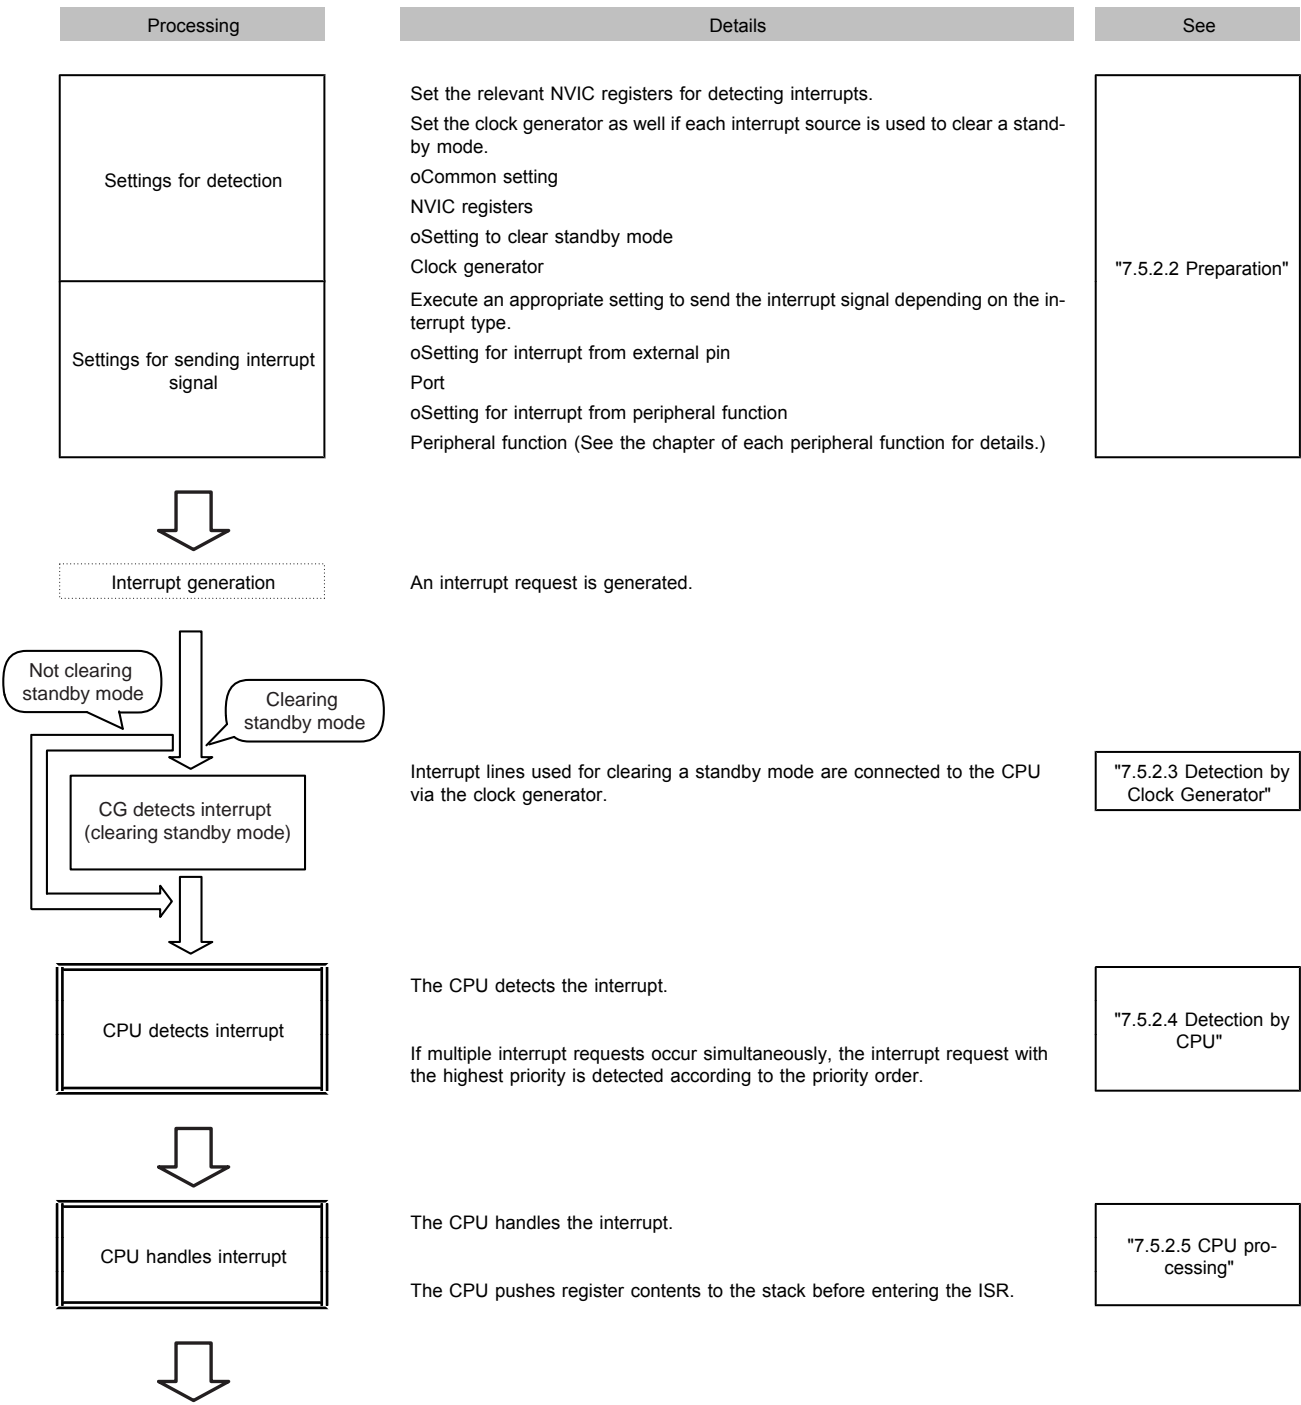 Processing
Details
See
Settings for detection
Set the relevant NVIC registers for detecting interrupts.
Set the clock generator as well if each interrupt source is used to clear a stand-
by mode.
oCommon setting
NVIC registers
oSetting to clear standby mode
Clock generator
"7.5.2.2 Preparation"
Settings for sending interrupt
signal
Execute an appropriate setting to send the interrupt signal depending on the in-
terrupt type.
oSetting for interrupt from external pin
Port
oSetting for interrupt from peripheral function
Peripheral function (See the chapter of each peripheral function for details.)
Interrupt generation
An interrupt request is generated.
Not clearing
standby mode
Clearing
standby mode
CG detects interrupt
(clearing standby mode)
Interrupt lines used for clearing a standby mode are connected to the CPU
via the clock generator.
"7.5.2.3 Detection by
Clock Generator"
CPU detects interrupt
The CPU detects the interrupt.
If multiple interrupt requests occur simultaneously, the interrupt request with
the highest priority is detected according to the priority order.
"7.5.2.4 Detection by
CPU"
CPU handles interrupt
The CPU handles the interrupt.
The CPU pushes register contents to the stack before entering the ISR.
"7.5.2.5 CPU pro-
cessing"